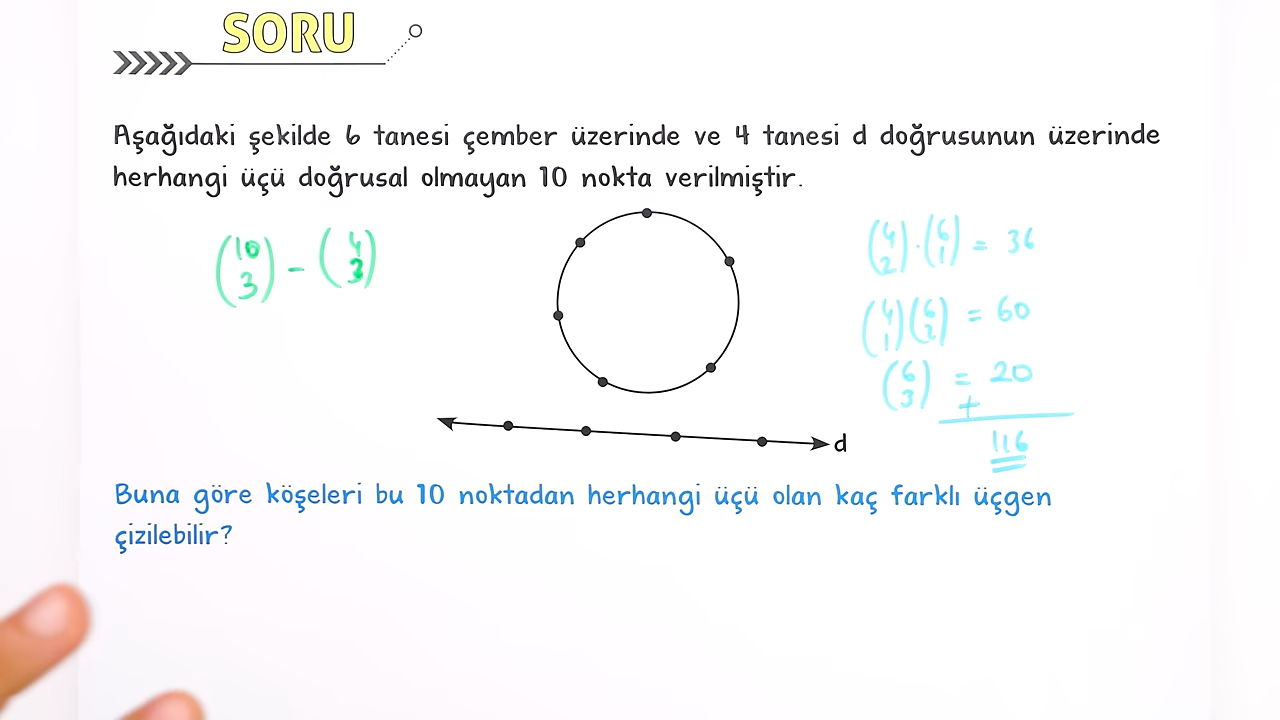 SORU
Aşağıdaki şekilde 6 tanesi çember üzerinde ve 4 tanesi d doğrusunun üzerinde
herhangi üçü doğrusal olmayan 10 nokta verilmiştir.
(10 3) - (4 3)
(4 2) · (6 1) = 36
(4 1) (6 2) = 60
(6 3) = 20
+
116
d
Buna göre köşeleri bu 10 noktadan herhangi üçü olan kaç farklı üçgen
çizilebilir?